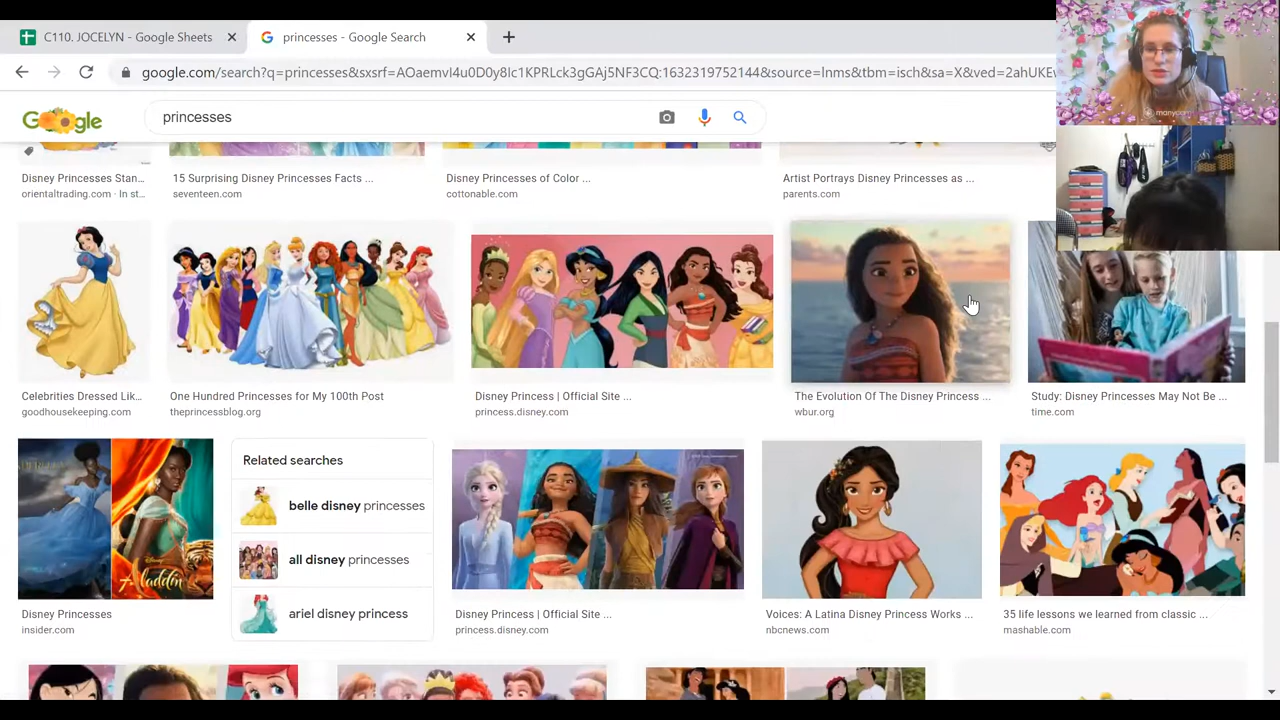 C110. JOCELYN - Google Sheets
princesses - Google Search
google.com/search?q=princesses&sxsrf=AOaemvI4u0D0y8Ic1KPRLck3gGAj5NF3CQ:1632319752144&source=lnms&tbm=isch&sa=X&ved=2ahUKEw
Google
princesses
manycam
Disney Princesses Stan...
orientaltrading.com · In st...
15 Surprising Disney Princesses Facts ...
seventeen.com
Disney Princesses of Color ...
cottonable.com
Artist Portrays Disney Princesses as ...
parents.com
Celebrities Dressed Lik...
goodhousekeeping.com
One Hundred Princesses for My 100th Post
theprincessblog.org
Disney Princess | Official Site ...
princess.disney.com
The Evolution Of The Disney Princess ...
wbur.org
Study: Disney Princesses May Not Be ...
time.com
Disney
Aladdin
Disney Princesses
insider.com
Related searches
belle disney princesses
all disney princesses
ariel disney princess
Disney Princess | Official Site ...
princess.disney.com
Voices: A Latina Disney Princess Works ...
nbcnews.com
35 life lessons we learned from classic ...
mashable.com